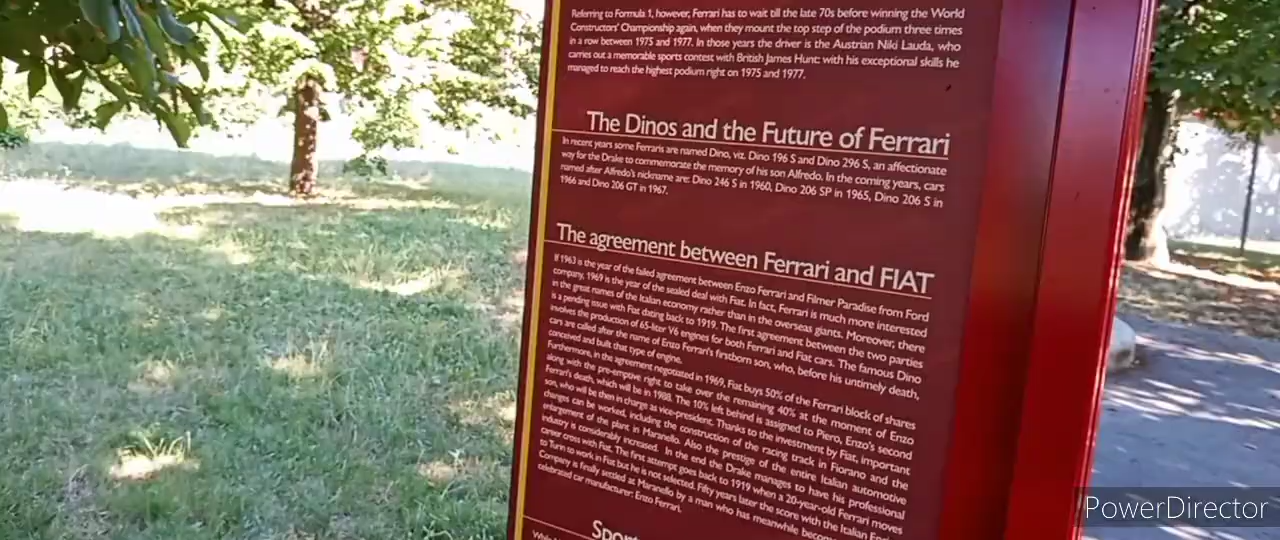 Referring to Formula 1, however, Ferrari has to wait till the late 70s before winning the World
Constructors' Championship again, when they mount the top step of the podium three times
in a row between 1975 and 1977. In those years the driver is the Austrian Niki Lauda, who
carries out a memorable sports contest with British James Hunt: with his exceptional skills he
managed to reach the highest podium right on 1975 and 1977.
The Dinos and the Future of Ferrari
In recent years some Ferraris are named Dino, viz. Dino 196 S and Dino 296 S, an affectionate
way for the Drake to commemorate the memory of his son Alfredo. In the coming years, cars
named after Alfredo's nickname are: Dino 246 S in 1960, Dino 206 SP in 1965, Dino 206 S in
1966 and Dino 206 GT in 1967.
The agreement between Ferrari and FIAT
If 1963 is the year of the failed agreement between Enzo Ferrari and Filmer Paradise from Ford
company, 1969 is the year of the sealed deal with Fiat. In fact, Ferrari is much more interested
in the great names of the Italian economy rather than in the overseas giants. Moreover, there
is a pending issue with Fiat dating back to 1919. The first agreement between the two parties
involves the production of 65-liter V6 engines for both Ferrari and Fiat cars. The famous Dino
cars are called after the name of Enzo Ferrari's firstborn son, who, before his untimely death,
conceived and built that type of engine.
Furthermore, in the agreement negotiated in 1969, Fiat buys 50% of the Ferrari block of shares
along with the pre-emptive right to take over the remaining 40% at the moment of Enzo
Ferrari's death, which will be in 1988. The 10% left behind is assigned to Piero, Enzo's second
son, who will be then in charge as vice-president. Thanks to the investment by Fiat, important
changes can be worked, including the construction of the racing track in Fiorano and the
enlargement of the plant in Maranello. Also the prestige of the entire Italian automotive
industry is considerably increased. In the end the Drake manages to have his professional
career cross with Fiat. The first attempt goes back to 1919 when a 20-year-old Ferrari moves
to Turin to work in Fiat but he is not selected. Fifty years later the score with the Italian
Company is finally settled at Maranello by a man who has meanwhile
celebrated car manufacturer: Enzo Ferrari.
PowerDirector